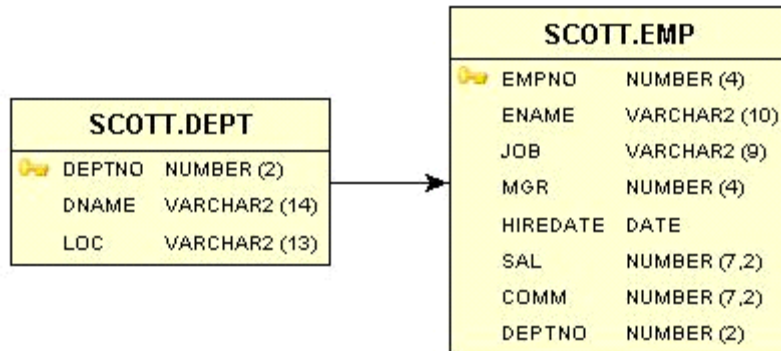 SCOTT.DEPT
DEPTNO NUMBER (2)
DNAME VARCHAR2 (14)
LOC VARCHAR2 (13)
SCOTT.EMP
EMPNO NUMBER (4)
ENAME VARCHAR2 (10)
JOB VARCHAR2 (9)
MGR NUMBER (4)
HIREDATE DATE
SAL NUMBER (7,2)
COMM NUMBER (7,2)
DEPTNO NUMBER (2)